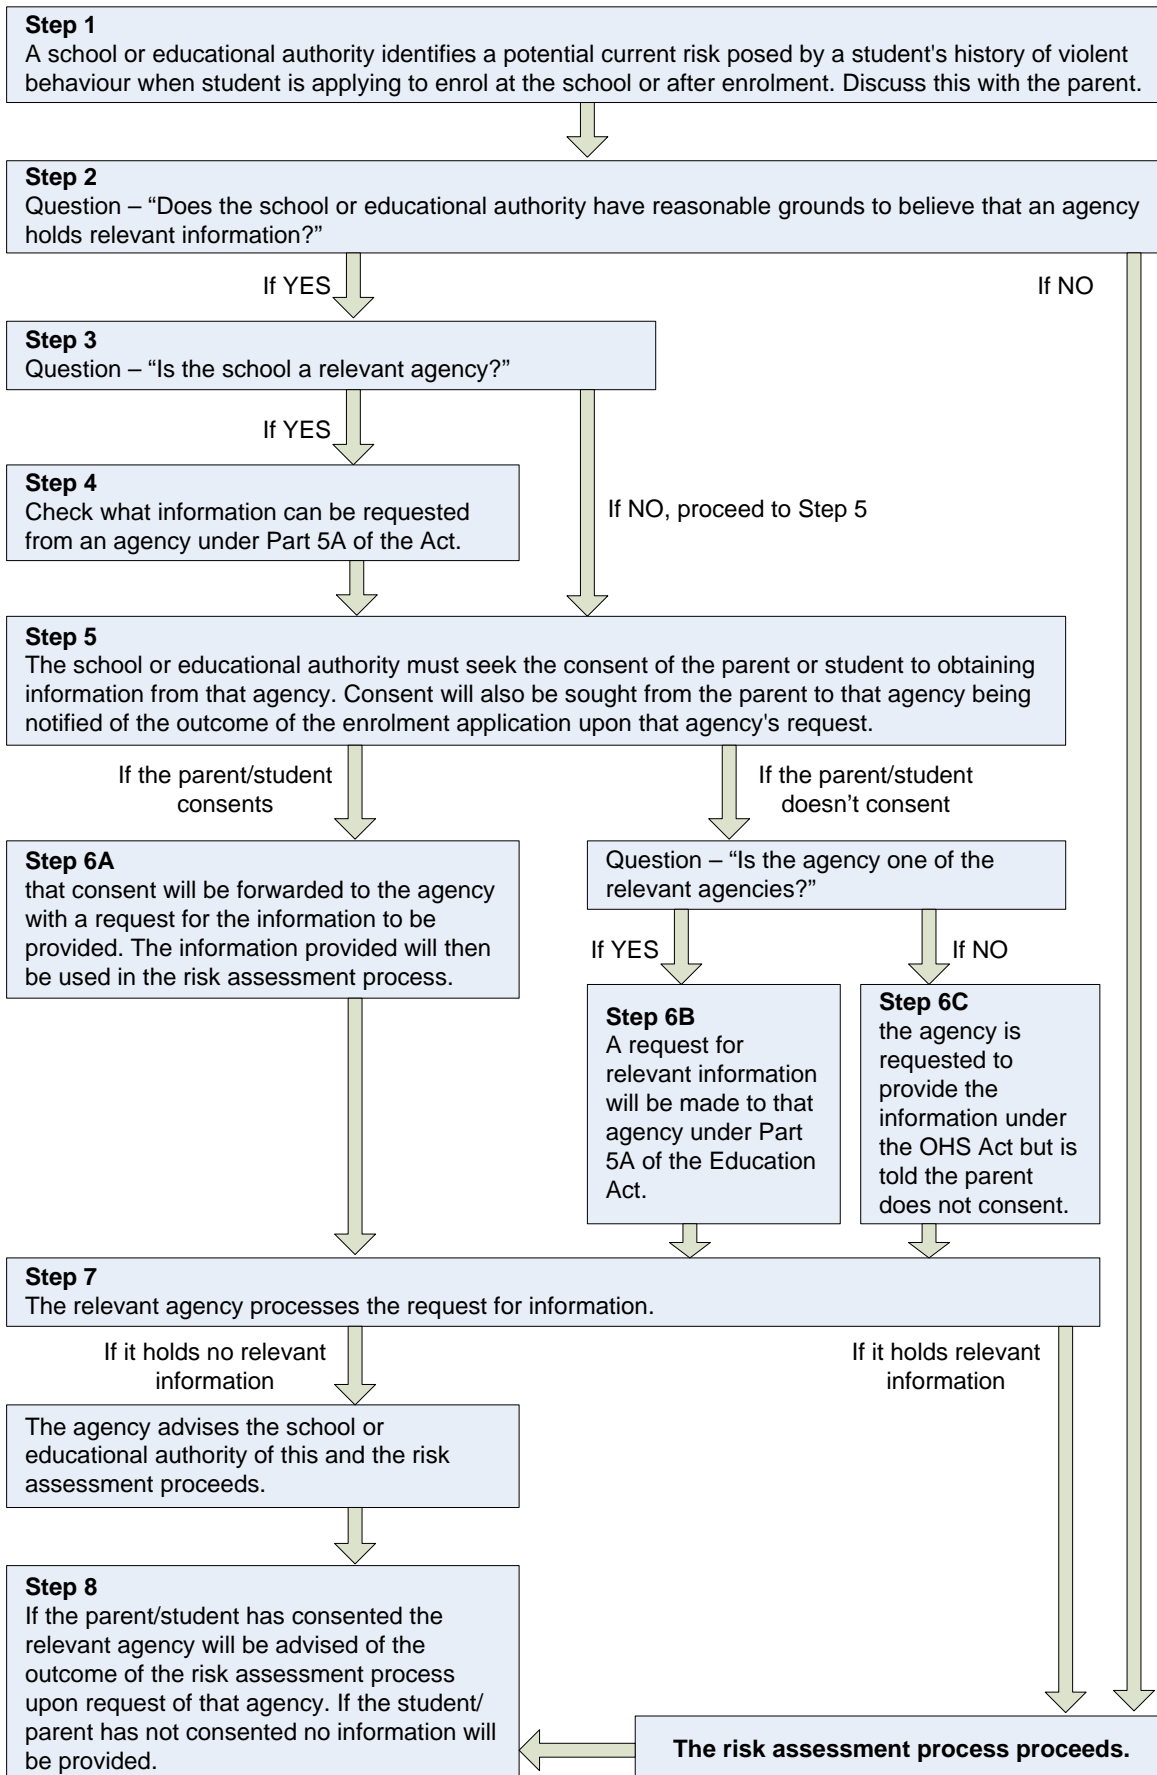 Step 1
A school or educational authority identifies a potential current risk posed by a student's history of violent
behaviour when student is applying to enrol at the school or after enrolment. Discuss this with the parent.
Step 2
Question – “Does the school or educational authority have reasonable grounds to believe that an agency
holds relevant information?”
If YES
If NO
Step 3
Question – “Is the school a relevant agency?”
If YES
If NO, proceed to Step 5
Step 4
Check what information can be requested
from an agency under Part 5A of the Act.
Step 5
The school or educational authority must seek the consent of the parent or student to obtaining
information from that agency. Consent will also be sought from the parent to that agency being
notified of the outcome of the enrolment application upon that agency's request.
If the parent/student
consents
If the parent/student
doesn’t consent
Step 6A
that consent will be forwarded to the agency
with a request for the information to be
provided. The information provided will then
be used in the risk assessment process.
Question – “Is the agency one of the
relevant agencies?”
If YES
If NO
Step 6B
A request for
relevant information
will be made to that
agency under Part
5A of the Education
Act.
Step 6C
the agency is
requested to
provide the
information under
the OHS Act but is
told the parent
does not consent.
Step 7
The relevant agency processes the request for information.
If it holds no relevant
information
If it holds relevant
information
The agency advises the school or
educational authority of this and the risk
assessment proceeds.
Step 8
If the parent/student has consented the
relevant agency will be advised of the
outcome of the risk assessment process
upon request of that agency. If the student/
parent has not consented no information will
be provided.
The risk assessment process proceeds.